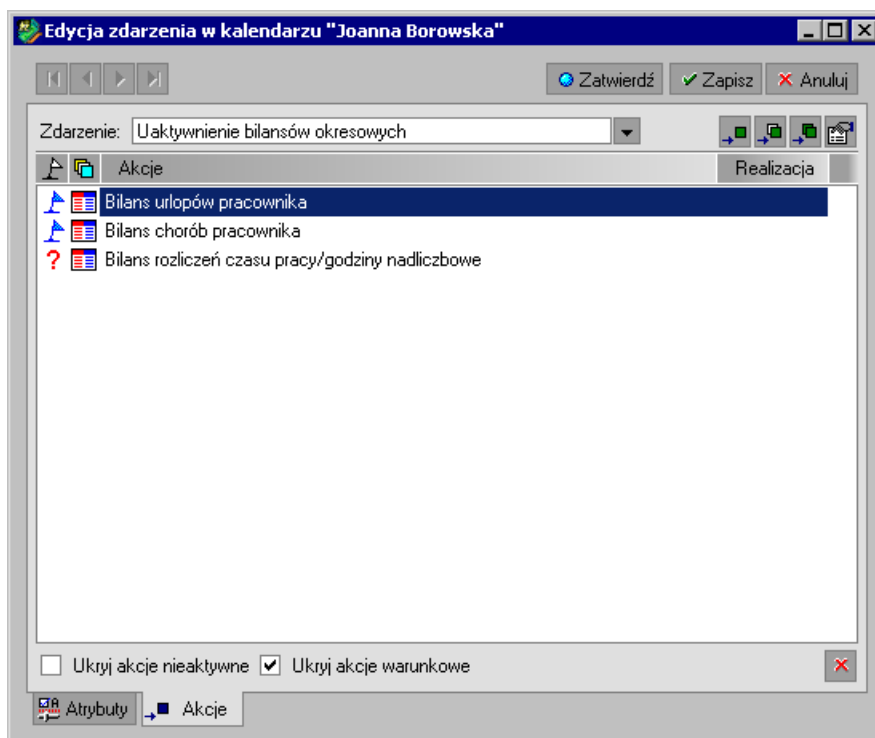 Edycja zdarzenia w kalendarzu "Joanna Borowska"
Zatwierdź Zapisz Anuluj
Zdarzenie: Uaktywnienie bilansów okresowych
Akcje Realizacja
Bilans urlopów pracownika
Bilans chorób pracownika
? Bilans rozliczeń czasu pracy/godziny nadliczbowe
Ukryj akcje nieaktywne Ukryj akcje warunkowe
Atrybuty Akcje